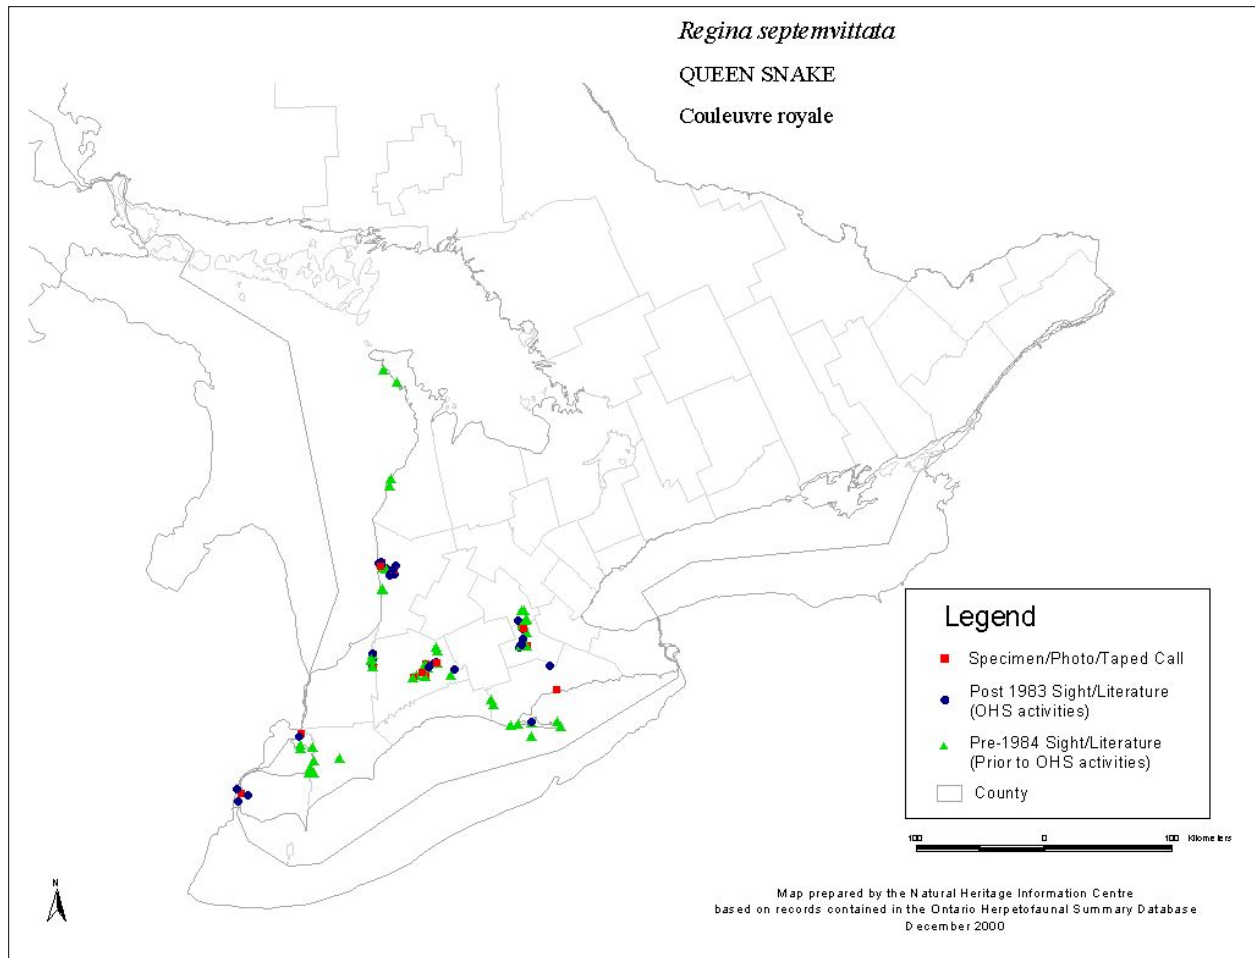 Regina septemvittata
QUEEN SNAKE
Couleuvre royale
Legend
Specimen/Photo/Taped Call
Post 1983 Sight/Literature
(OHS activities)
Pre-1984 Sight/Literature
(Prior to OHS activities)
County
100 0 100 Kilometers
N
Map prepared by the Natural Heritage Information Centre
based on records contained in the Ontario Herpetofaunal Summary Database
December 2000